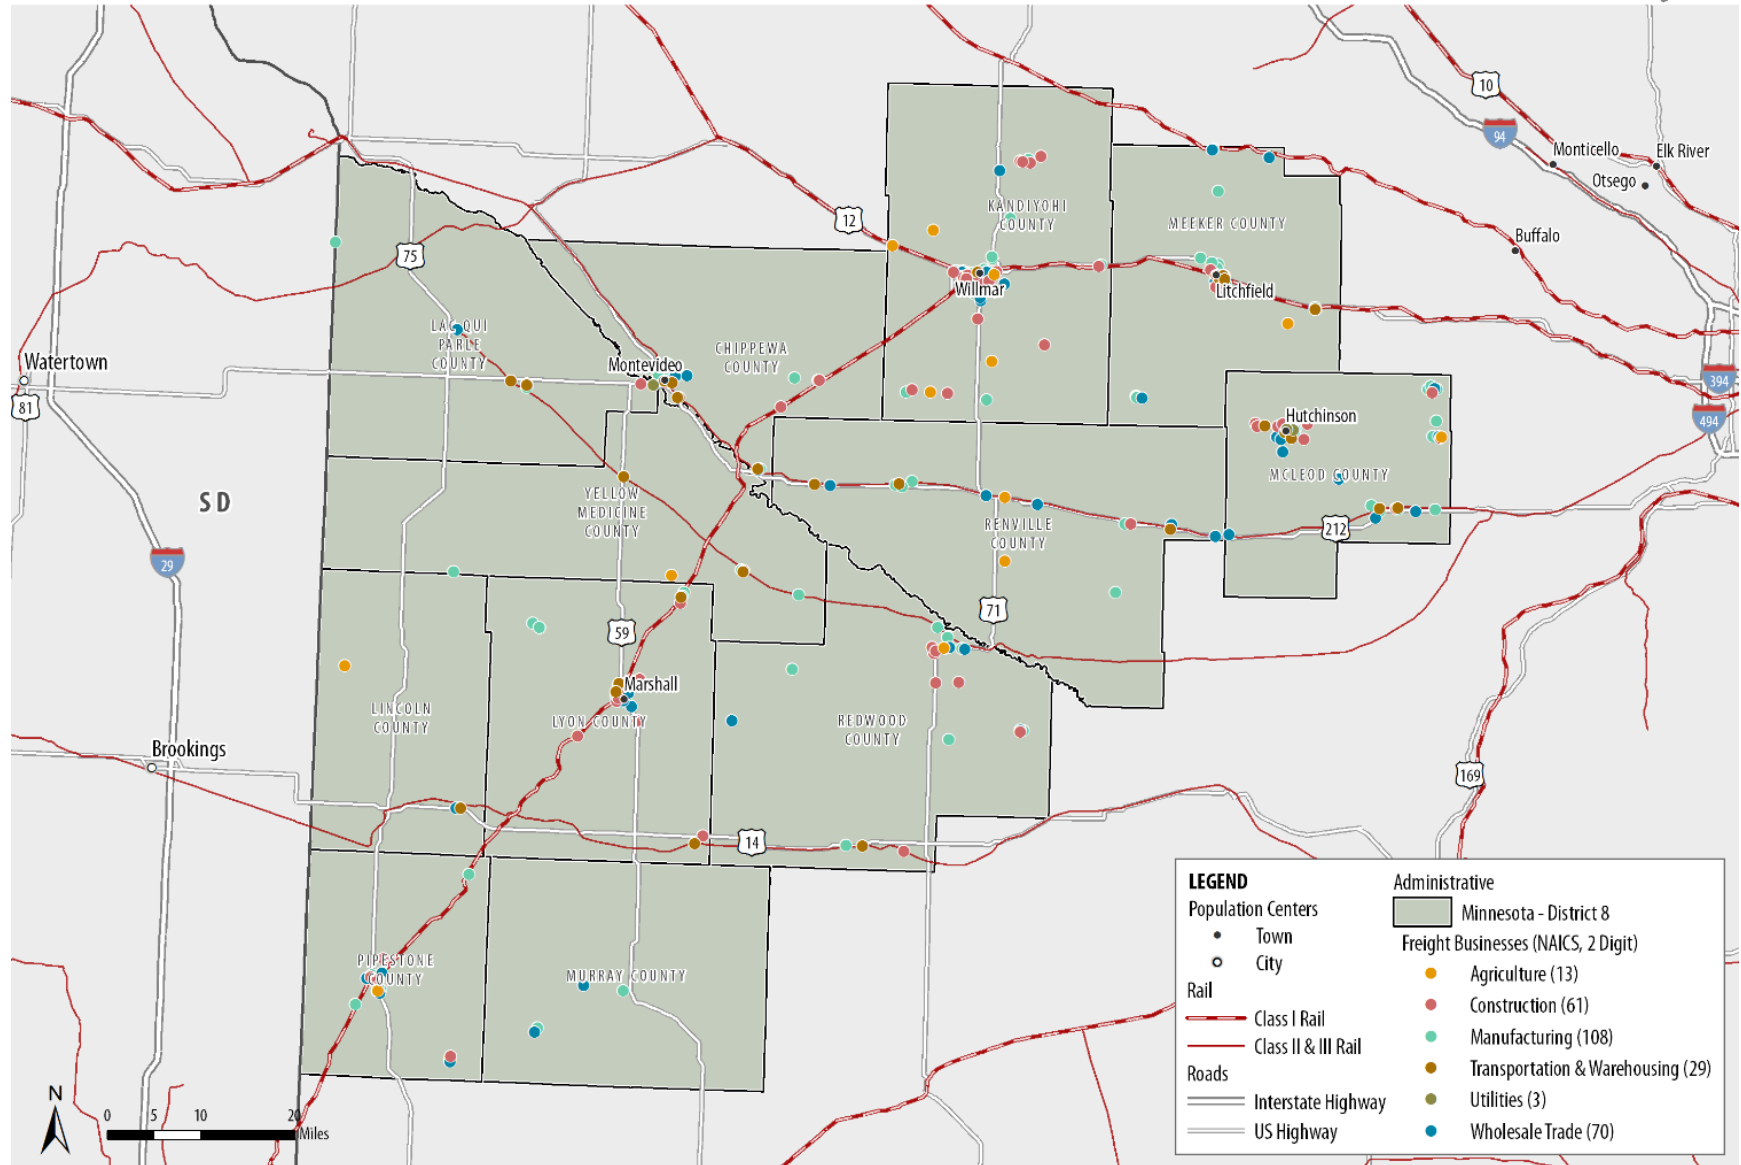 10
94
Monticello
Elk River
Otsego
12
KANDIYOHI
COUNTY
MEEKER COUNTY
Buffalo
75
Willmar
Litchfield
LAC QUI
PARLE
COUNTY
CHIPPEWA
COUNTY
Montevideo
Watertown
81
394
494
Hutchinson
MCLEOD COUNTY
SD
YELLOW
MEDICINE
COUNTY
RENVILLE
COUNTY
212
29
71
59
Marshall
LINCOLN
COUNTY
LYON COUNTY
REDWOOD
COUNTY
Brookings
169
14
PIPESTONE
COUNTY
MURRAY COUNTY
N
0 5 10 20
Miles
LEGEND
Population Centers
Town
City
Rail
Class I Rail
Class II & III Rail
Roads
Interstate Highway
US Highway
Administrative
Minnesota - District 8
Freight Businesses (NAICS, 2 Digit)
Agriculture (13)
Construction (61)
Manufacturing (108)
Transportation & Warehousing (29)
Utilities (3)
Wholesale Trade (70)